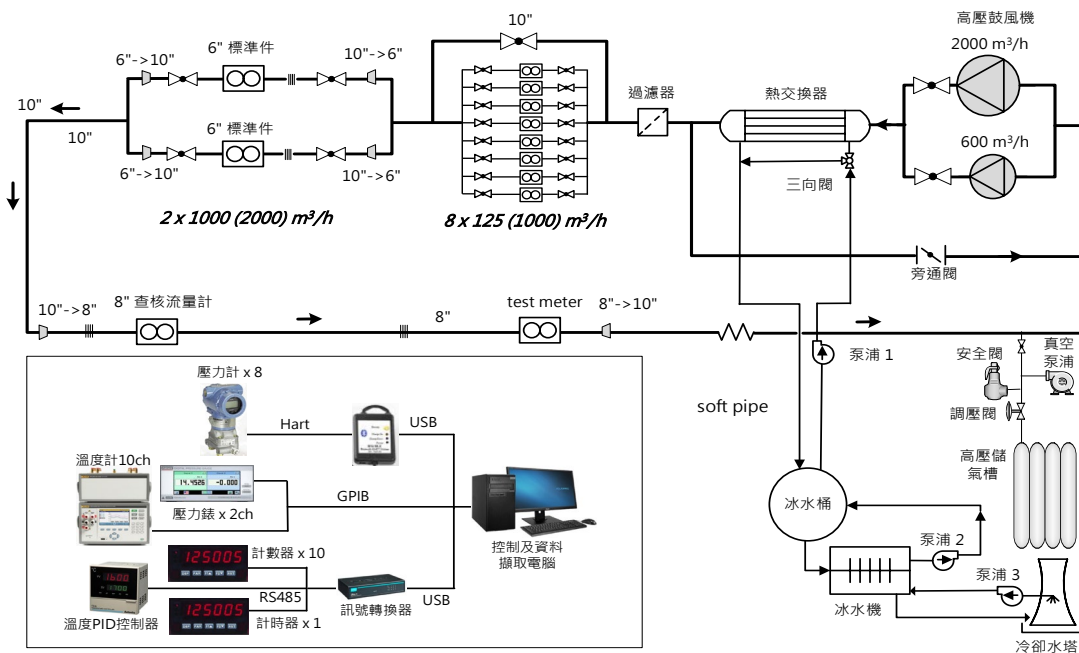 高壓鼓風機
2000 m³/h
600 m³/h
10"
6" 標準件
6"->10"
10"->6"
過濾器
熱交換器
10"
10"
6" 標準件
6"->10"
10"->6"
三向閥
2 x 1000 (2000) m³/h
8 x 125 (1000) m³/h
旁通閥
10"->8"
8" 查核流量計
8"
test meter
8"->10"
泵浦 1
安全閥
真空
泵浦
調壓閥
soft pipe
高壓儲
氣槽
冰水桶
泵浦 2
泵浦 3
冰水機
冷卻水塔
壓力計 x 8
Hart
USB
溫度計10ch
14.4526
-0.000
GPIB
壓力錶 x 2ch
控制及資料
擷取電腦
125005
計數器 x 10
RS485
USB
訊號轉換器
125005
溫度PID控制器
計時器 x 1